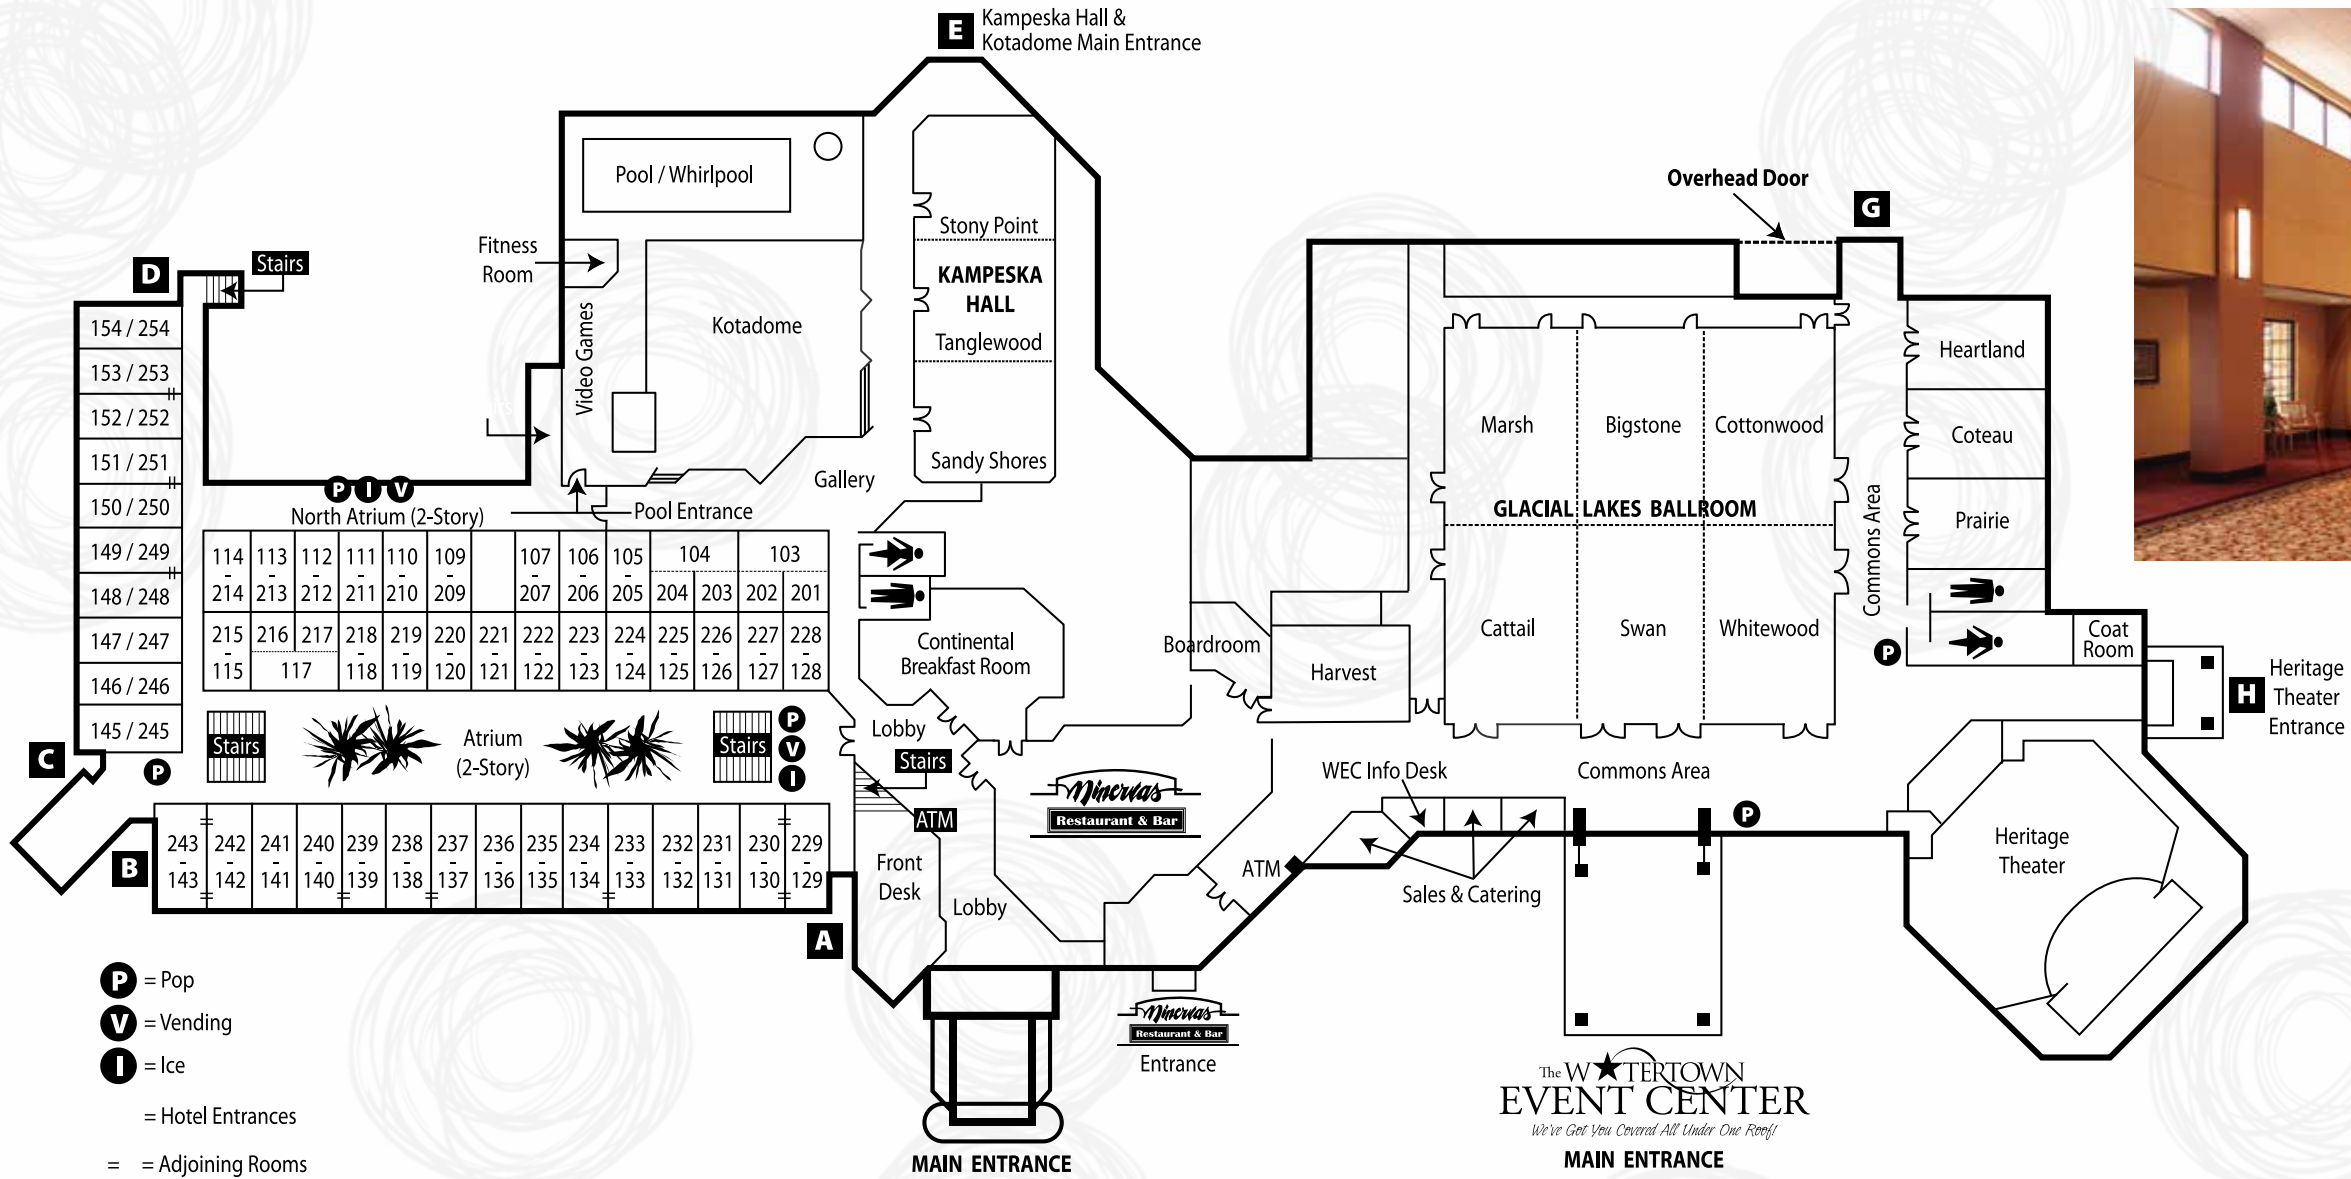 E
Kampeska Hall &
Kotadome Main Entrance
Pool / Whirlpool
Fitness
Room
Video Games
Kotadome
Stony Point
KAMPESKA
HALL
Tanglewood
Sandy Shores
Gallery
Overhead Door
G
D
Stairs
154 / 254
153 / 253
152 / 252
151 / 251
150 / 250
149 / 249
148 / 248
147 / 247
146 / 246
145 / 245
C
P
P I V
North Atrium (2-Story)
Pool Entrance
114 - 214
113 - 213
112 - 212
111 - 211
110 - 210
109 - 209
107 - 207
106 - 206
105 - 205
104
204 203
103
202 201
215 - 115
216 217
117
218 - 118
219 - 119
220 - 120
221 - 121
222 - 122
223 - 123
224 - 124
225 - 125
226 - 126
227 - 127
228 - 128
Stairs
Atrium
(2-Story)
Stairs
P
V
I
243 - 143
242 - 142
241 - 141
240 - 140
239 - 139
238 - 138
237 - 137
236 - 136
235 - 135
234 - 134
233 - 133
232 - 132
231 - 131
230 - 130
229 - 129
B
A
Continental
Breakfast Room
Lobby
Stairs
ATM
Front
Desk
Lobby
Minervas
Restaurant & Bar
Boardroom
Harvest
Marsh
Bigstone
Cottonwood
GLACIAL LAKES BALLROOM
Cattail
Swan
Whitewood
Commons Area
Heartland
Coteau
Prairie
Coat
Room
P
H
Heritage
Theater
Entrance
WEC Info Desk
Commons Area
P
ATM
Sales & Catering
Heritage
Theater
Minervas
Restaurant & Bar
Entrance
MAIN ENTRANCE
The WATERTOWN
EVENT CENTER
We've Got You Covered All Under One Roof!
MAIN ENTRANCE
P = Pop
V = Vending
I = Ice
= Hotel Entrances
= = Adjoining Rooms